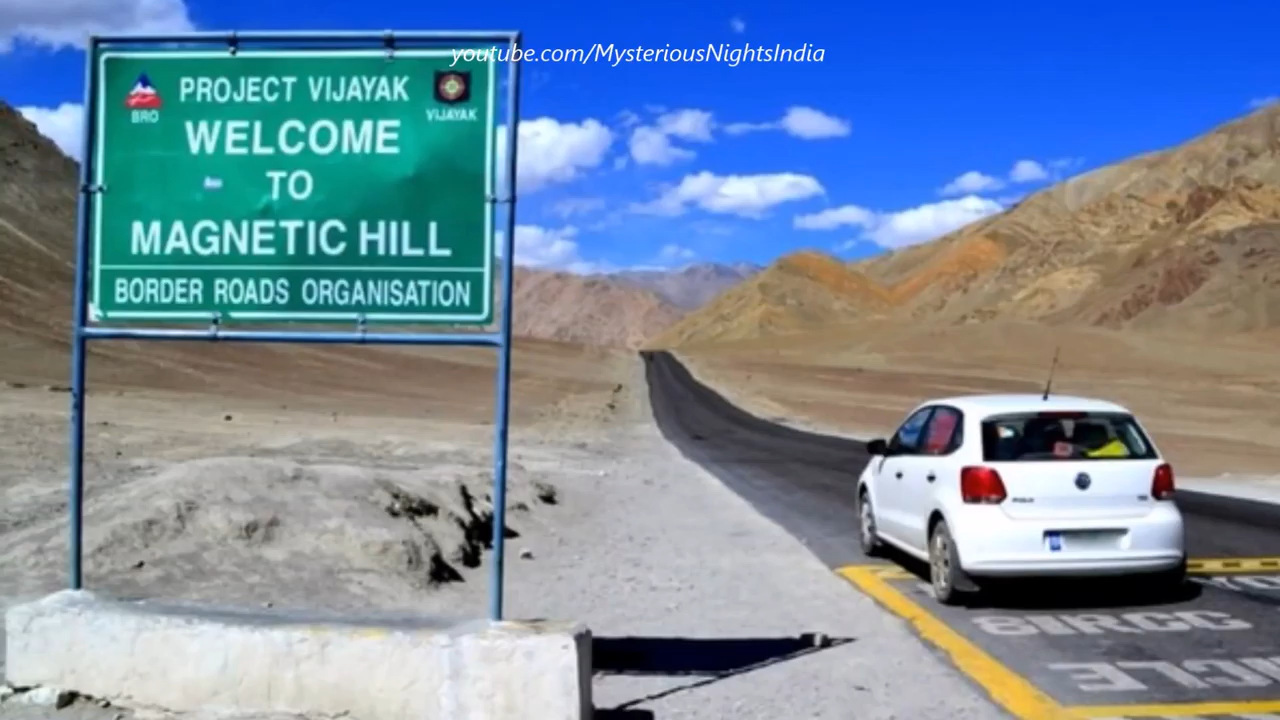 youtube.com/MysteriousNightsIndia
PROJECT VIJAYAK
BRO
VIJAYAK
WELCOME
TO
MAGNETIC HILL
BORDER ROADS ORGANISATION